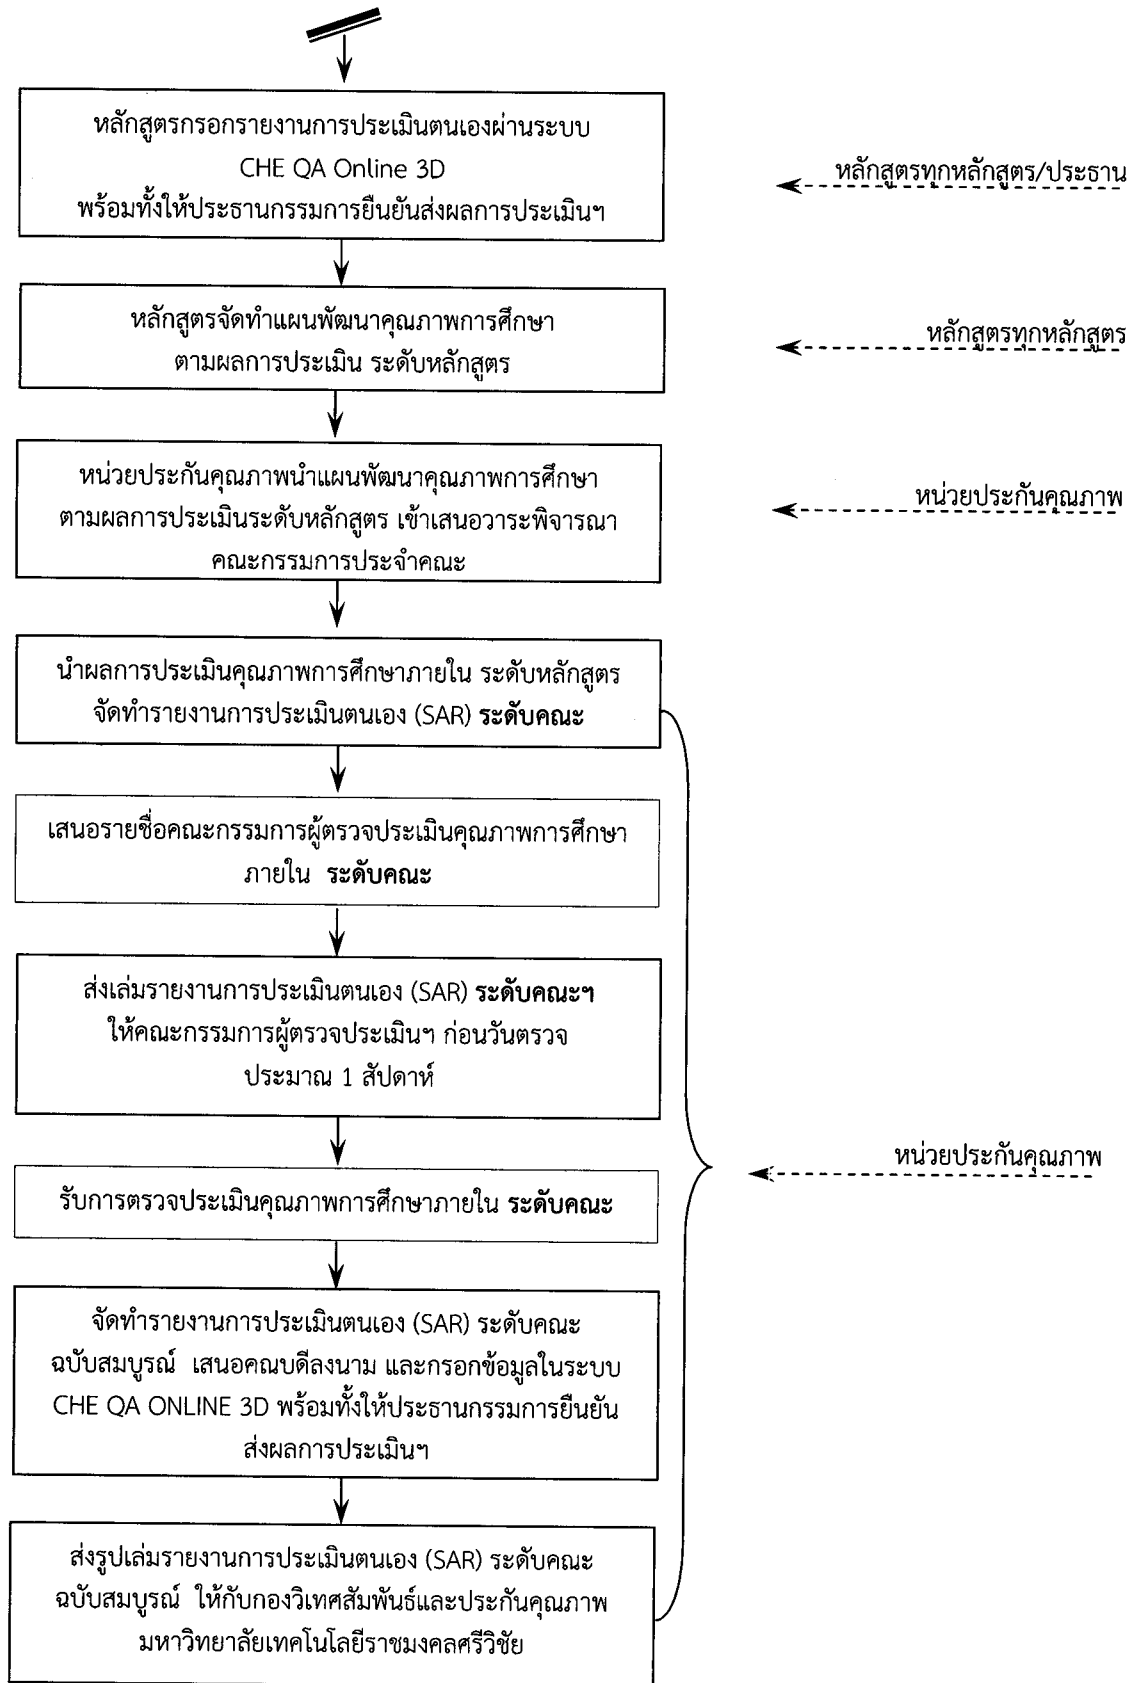 หลักสูตรกรอกรายงานการประเมินตนเองผ่านระบบ
CHE QA Online 3D
พร้อมทั้งให้ประธานกรรมการยืนยันส่งผลการประเมินฯ
หลักสูตรทุกหลักสูตร/ประธาน
หลักสูตรจัดทำแผนพัฒนาคุณภาพการศึกษา
ตามผลการประเมิน ระดับหลักสูตร
หลักสูตรทุกหลักสูตร
หน่วยประกันคุณภาพนำแผนพัฒนาคุณภาพการศึกษา
ตามผลการประเมินระดับหลักสูตร เข้าเสนอวาระพิจารณา
คณะกรรมการประจำคณะ
หน่วยประกันคุณภาพ
นำผลการประเมินคุณภาพการศึกษาภายใน ระดับหลักสูตร
จัดทำรายงานการประเมินตนเอง (SAR) ระดับคณะ
เสนอรายชื่อคณะกรรมการผู้ตรวจประเมินคุณภาพการศึกษา
ภายใน ระดับคณะ
ส่งเล่มรายงานการประเมินตนเอง (SAR) ระดับคณะฯ
ให้คณะกรรมการผู้ตรวจประเมินฯ ก่อนวันตรวจ
ประมาณ 1 สัปดาห์
หน่วยประกันคุณภาพ
รับการตรวจประเมินคุณภาพการศึกษาภายใน ระดับคณะ
จัดทำรายงานการประเมินตนเอง (SAR) ระดับคณะ
ฉบับสมบูรณ์ เสนอคณบดีลงนาม และกรอกข้อมูลในระบบ
CHE QA ONLINE 3D พร้อมทั้งให้ประธานกรรมการยืนยัน
ส่งผลการประเมินฯ
ส่งรูปเล่มรายงานการประเมินตนเอง (SAR) ระดับคณะ
ฉบับสมบูรณ์ ให้กับกองวิเทศสัมพันธ์และประกันคุณภาพ
มหาวิทยาลัยเทคโนโลยีราชมงคลศรีวิชัย